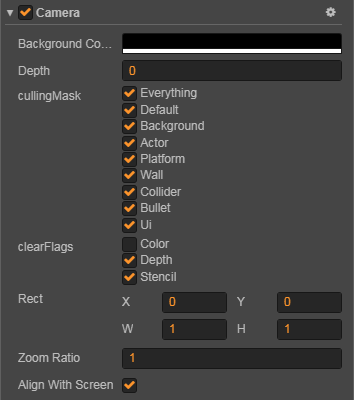 Camera
Background Co...
Depth 0
cullingMask Everything
Default
Background
Actor
Platform
Wall
Collider
Bullet
Ui
clearFlags Color
Depth
Stencil
Rect X 0 Y 0
W 1 H 1
Zoom Ratio 1
Align With Screen